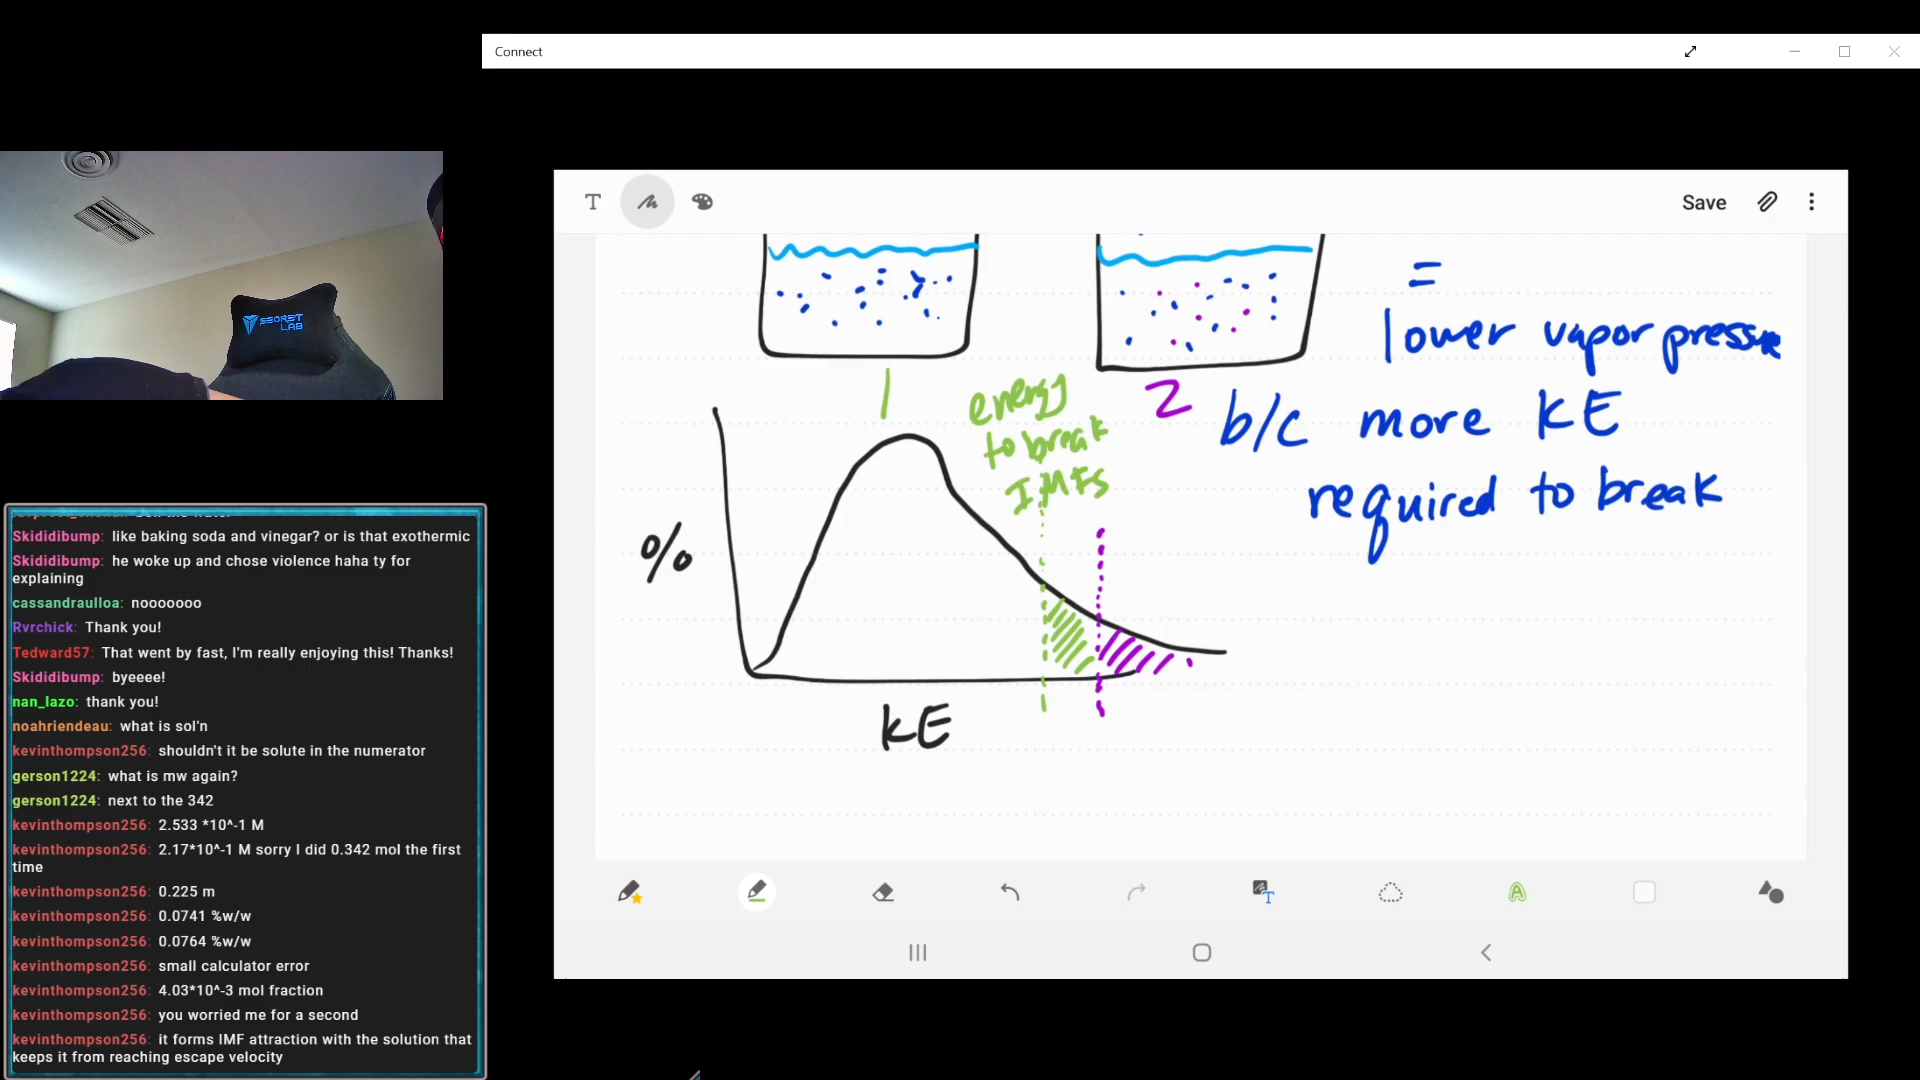 Connect
Save
=
lower vapor pressure
1
2
energy
to break
IMFs
b/c more KE
required to break
%
KE
SECRET
LAB
Skididibump: like baking soda and vinegar? or is that exothermic
Skididibump: he woke up and chose violence haha ty for
explaining
cassandraulloa: nooooooo
Rvrchick: Thank you!
Tedward57: That went by fast, I'm really enjoying this! Thanks!
Skididibump: byeeee!
nan_lazo: thank you!
noahriendeau: what is sol'n
kevinthompson256: shouldn't it be solute in the numerator
gerson1224: what is mw again?
gerson1224: next to the 342
kevinthompson256: 2.533 *10^-1 M
kevinthompson256: 2.17*10^-1 M sorry I did 0.342 mol the first
time
kevinthompson256: 0.225 m
kevinthompson256: 0.0741 %w/w
kevinthompson256: 0.0764 %w/w
kevinthompson256: small calculator error
kevinthompson256: 4.03*10^-3 mol fraction
kevinthompson256: you worried me for a second
kevinthompson256: it forms IMF attraction with the solution that
keeps it from reaching escape velocity